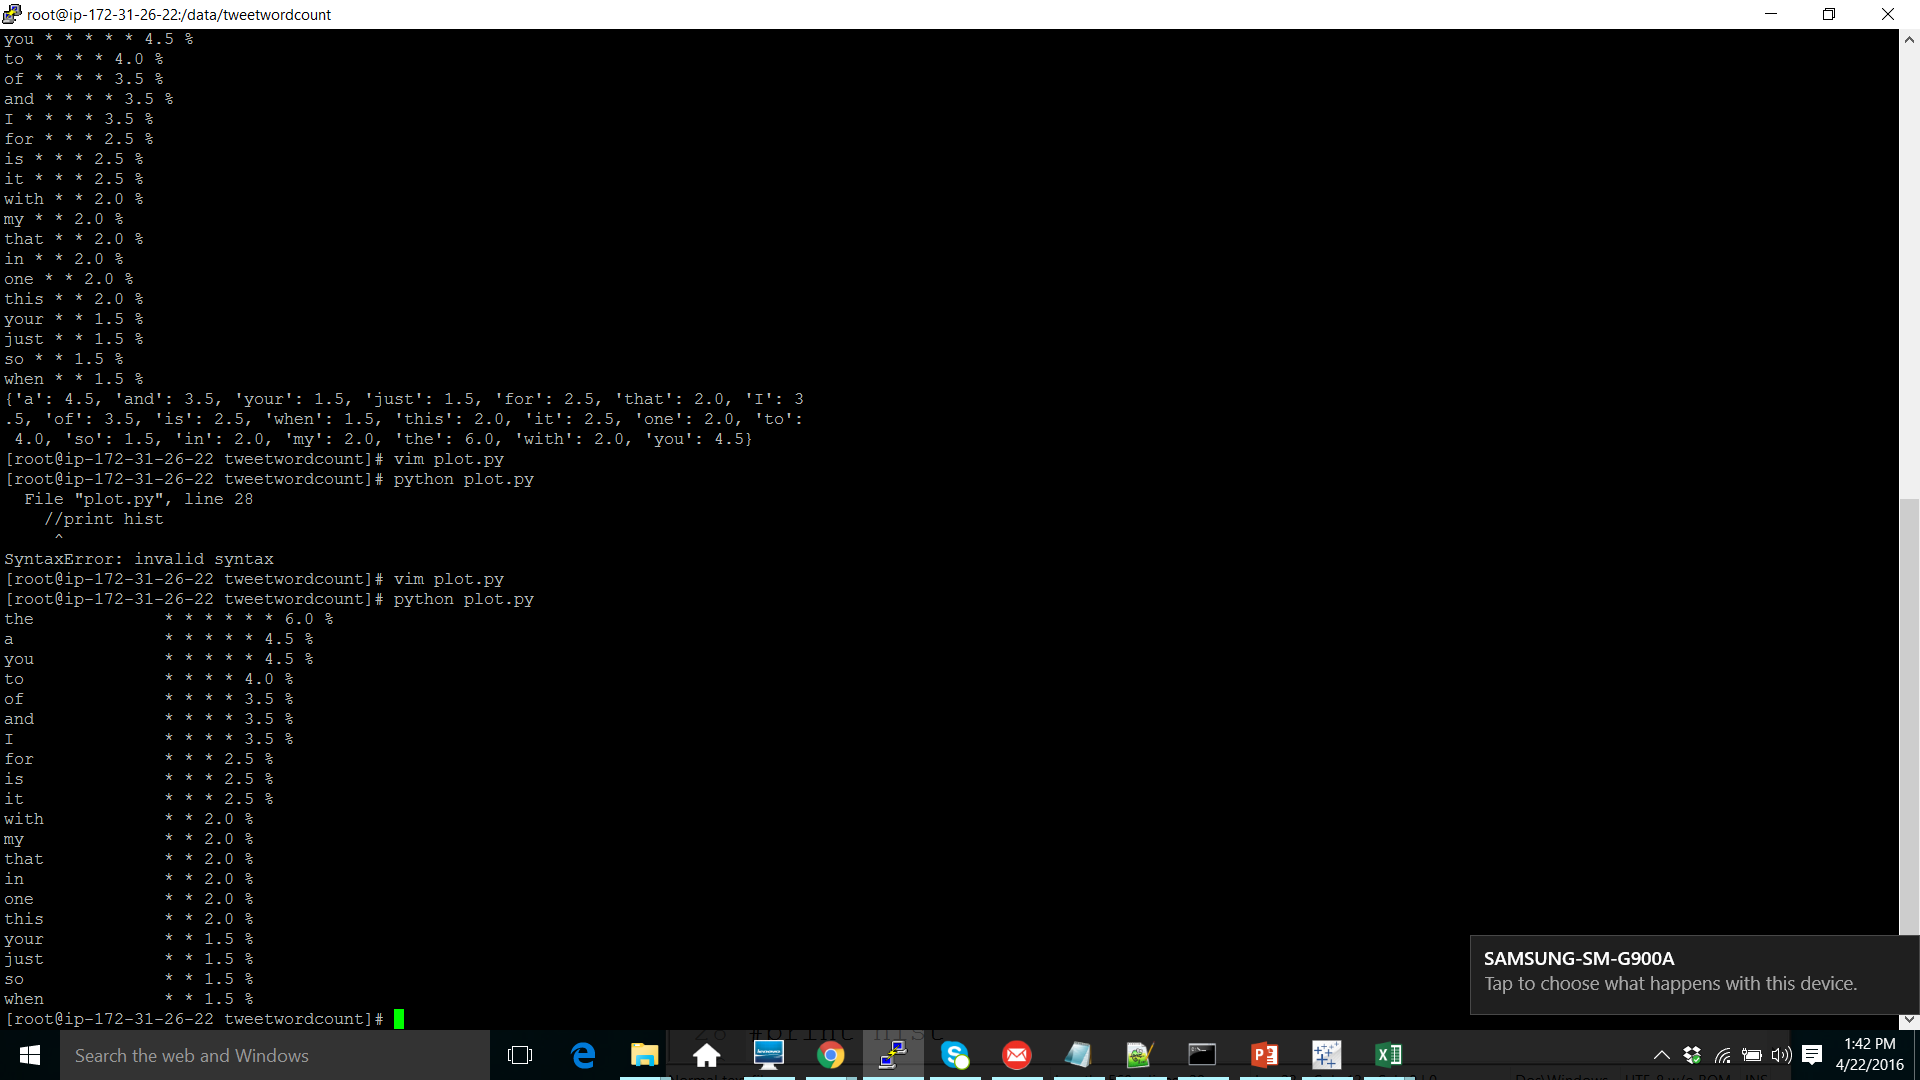 root@ip-172-31-26-22:/data/tweetwordcount
you * * * * * 4.5 %
to * * * * 4.0 %
of * * * * 3.5 %
and * * * * 3.5 %
I * * * * 3.5 %
for * * * 2.5 %
is * * * 2.5 %
it * * * 2.5 %
with * * 2.0 %
my * * 2.0 %
that * * 2.0 %
in * * 2.0 %
one * * 2.0 %
this * * 2.0 %
your * * 1.5 %
just * * 1.5 %
so * * 1.5 %
when * * 1.5 %
{'a': 4.5, 'and': 3.5, 'your': 1.5, 'just': 1.5, 'for': 2.5, 'that': 2.0, 'I': 3
.5, 'of': 3.5, 'is': 2.5, 'when': 1.5, 'this': 2.0, 'it': 2.5, 'one': 2.0, 'to':
 4.0, 'so': 1.5, 'in': 2.0, 'my': 2.0, 'the': 6.0, 'with': 2.0, 'you': 4.5}
[root@ip-172-31-26-22 tweetwordcount]# vim plot.py
[root@ip-172-31-26-22 tweetwordcount]# python plot.py
  File "plot.py", line 28
    //print hist
     ^
SyntaxError: invalid syntax
[root@ip-172-31-26-22 tweetwordcount]# vim plot.py
[root@ip-172-31-26-22 tweetwordcount]# python plot.py
the             * * * * * * 6.0 %
a               * * * * * 4.5 %
you             * * * * * 4.5 %
to              * * * * 4.0 %
of              * * * * 3.5 %
and             * * * * 3.5 %
I               * * * * 3.5 %
for             * * * 2.5 %
is              * * * 2.5 %
it              * * * 2.5 %
with            * * 2.0 %
my              * * 2.0 %
that            * * 2.0 %
in              * * 2.0 %
one             * * 2.0 %
this            * * 2.0 %
your            * * 1.5 %
just            * * 1.5 %
so              * * 1.5 %
when            * * 1.5 %
[root@ip-172-31-26-22 tweetwordcount]#
SAMSUNG-SM-G900A
Tap to choose what happens with this device.
28 #print hist
Search the web and Windows
1:42 PM
4/22/2016